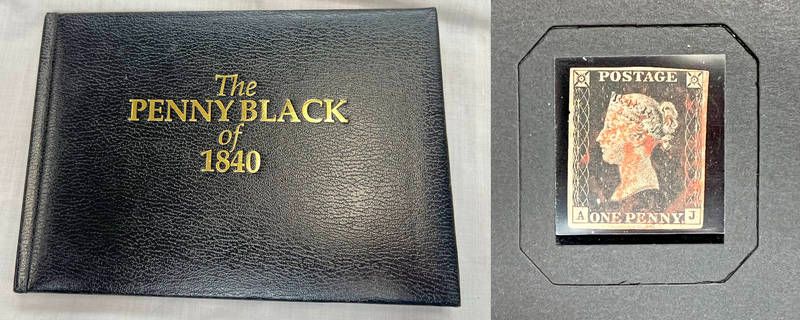 The
PENNY BLACK
of
1840
POSTAGE
A ONE PENNY J